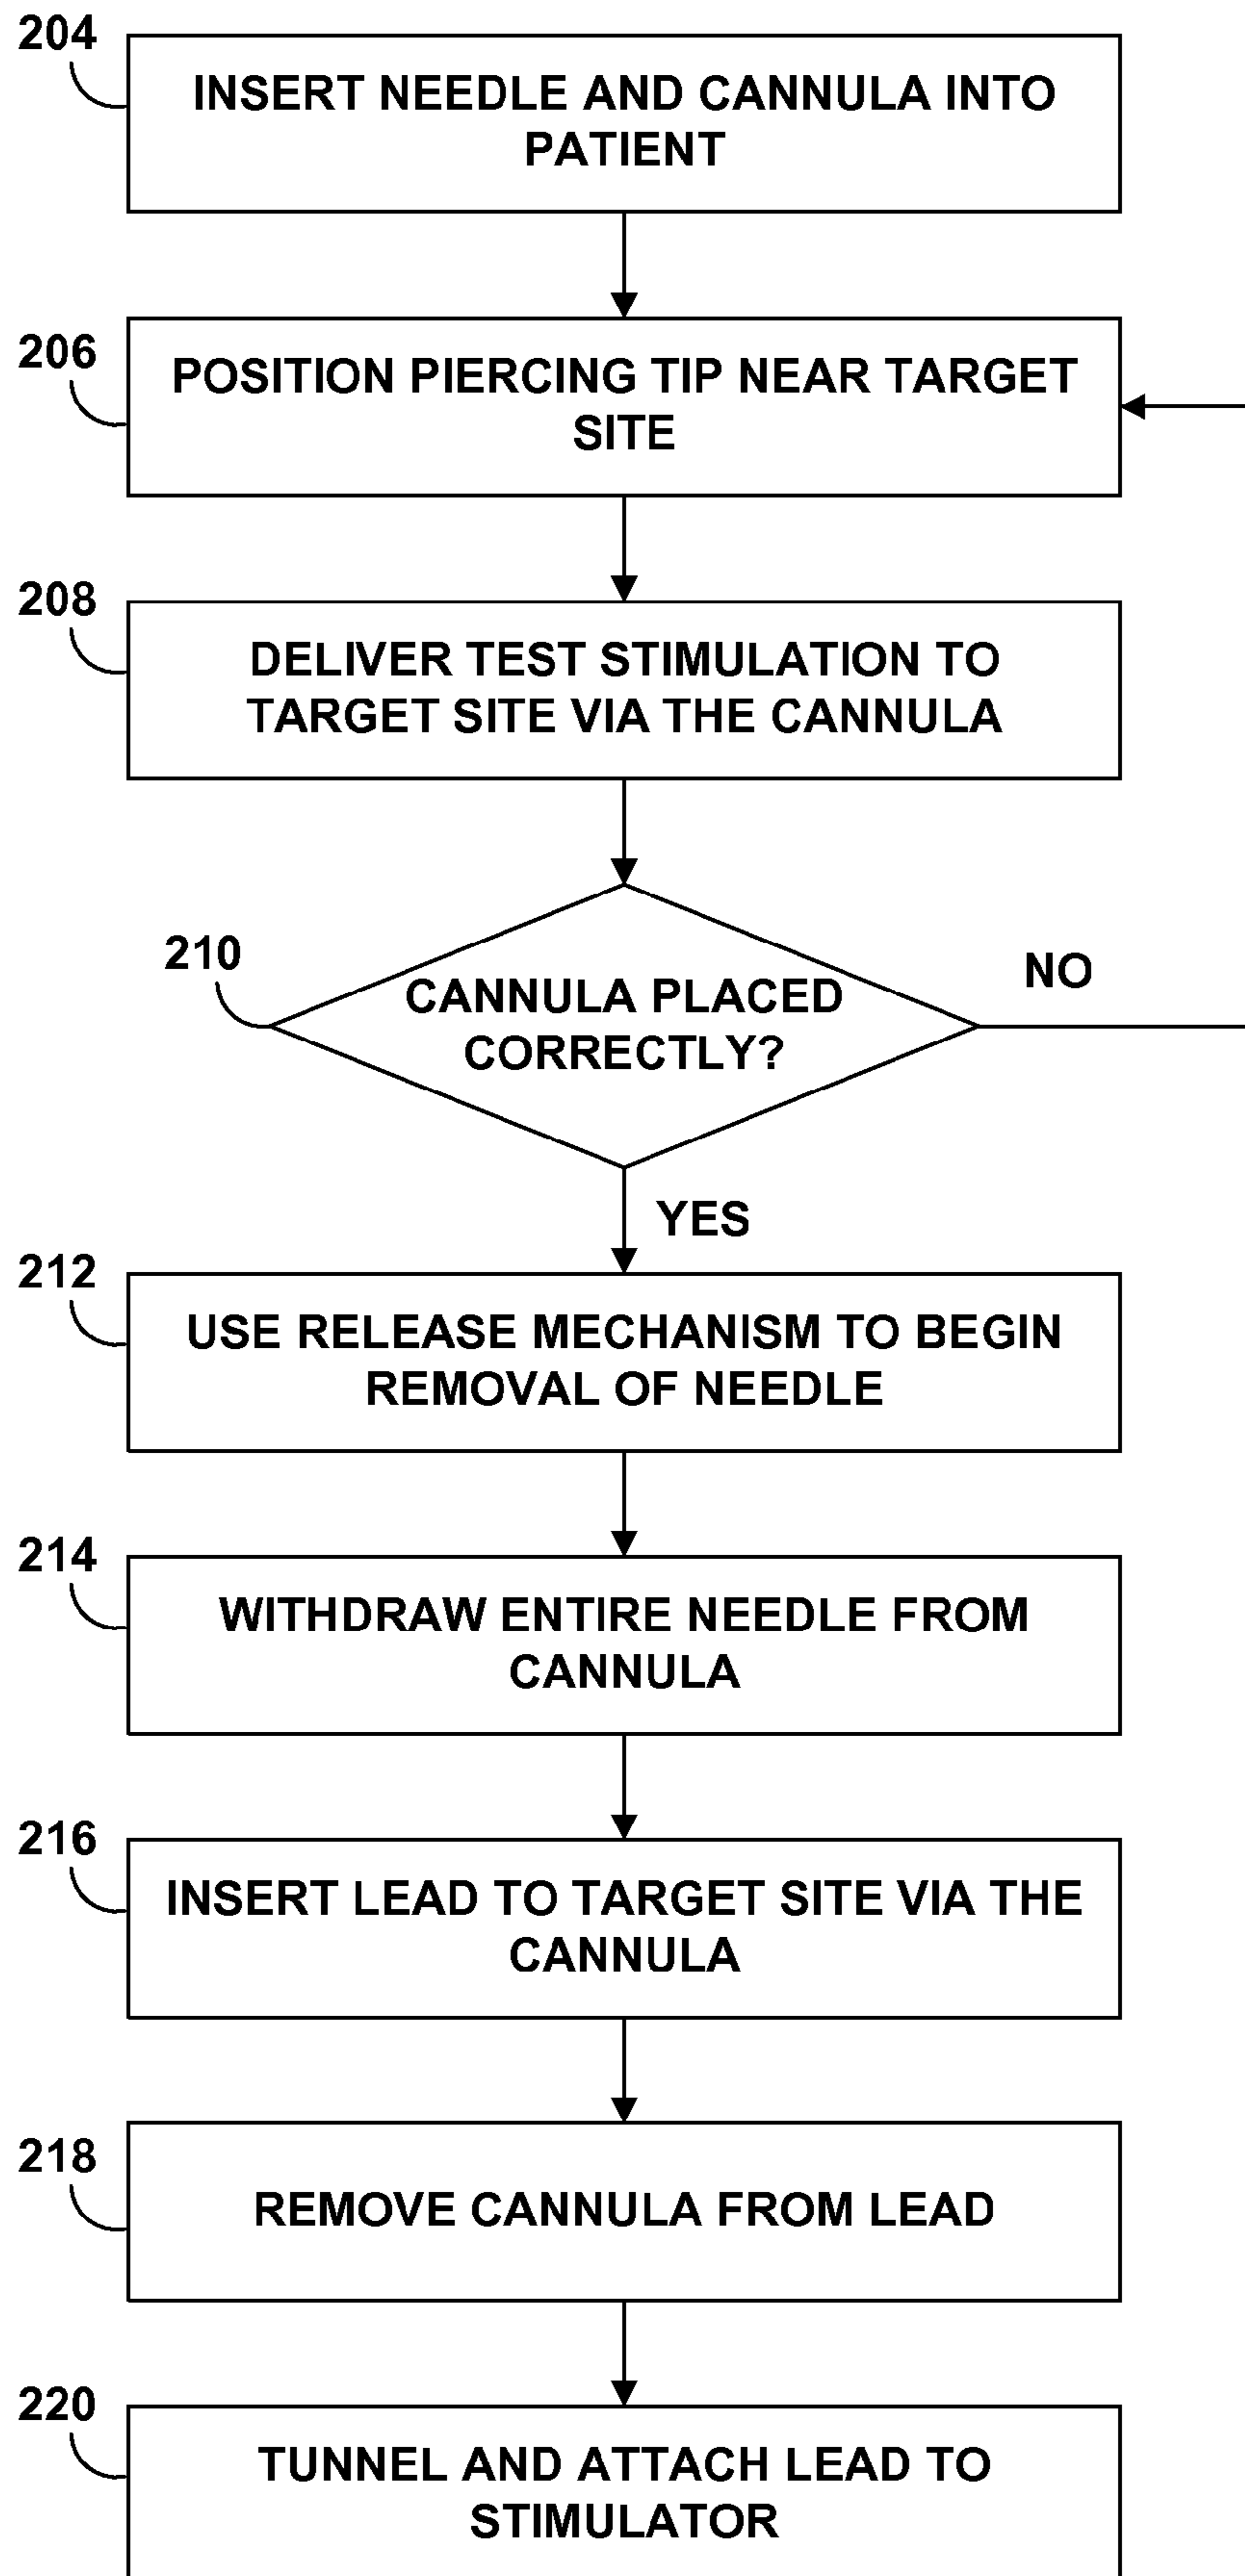 204
INSERT NEEDLE AND CANNULA INTO
PATIENT
206
POSITION PIERCING TIP NEAR TARGET
SITE
208
DELIVER TEST STIMULATION TO
TARGET SITE VIA THE CANNULA
210
CANNULA PLACED
CORRECTLY?
NO
YES
212
USE RELEASE MECHANISM TO BEGIN
REMOVAL OF NEEDLE
214
WITHDRAW ENTIRE NEEDLE FROM
CANNULA
216
INSERT LEAD TO TARGET SITE VIA THE
CANNULA
218
REMOVE CANNULA FROM LEAD
220
TUNNEL AND ATTACH LEAD TO
STIMULATOR